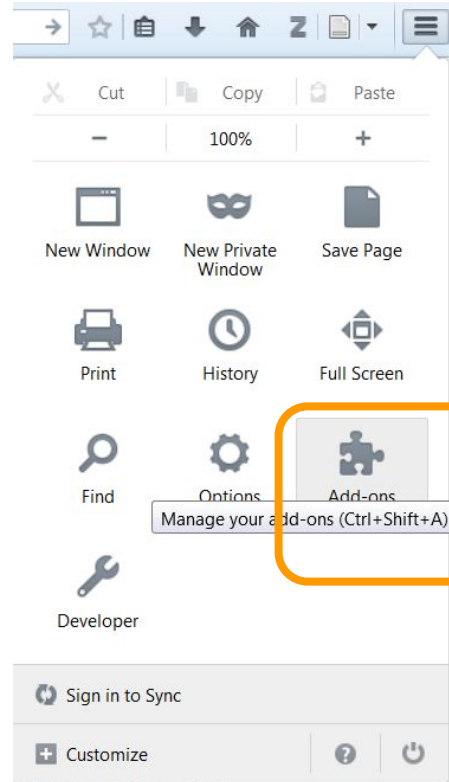 Z
Cut Copy Paste
− 100% +
New Window New Private Window Save Page
Print History Full Screen
Find Options Add-ons
Manage your add-ons (Ctrl+Shift+A)
Developer
Sign in to Sync
Customize